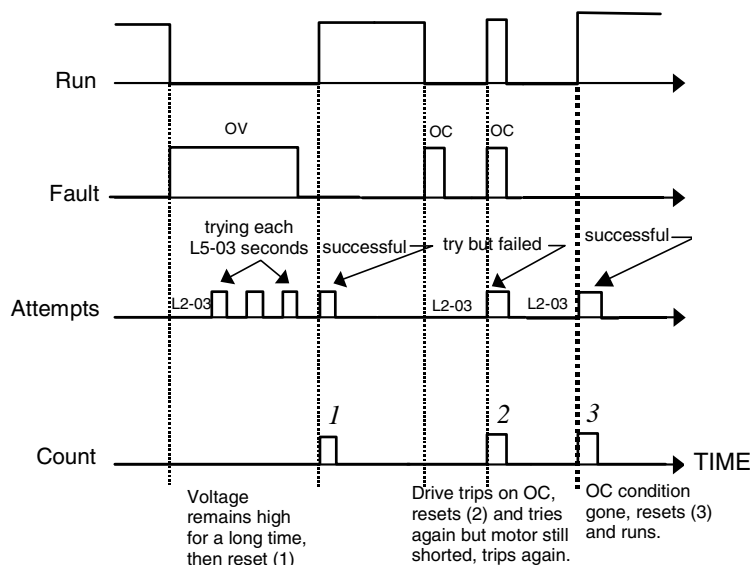 Run
OV
OC
OC
Fault
trying each
L5-03 seconds
successful
try but failed
successful
Attempts
L2-03
L2-03
L2-03
1
2
3
Count
TIME
Voltage
remains high
for a long time,
then reset (1)
Drive trips on OC,
resets (2) and tries
again but motor still
shorted, trips again.
OC condition
gone, resets (3)
and runs.